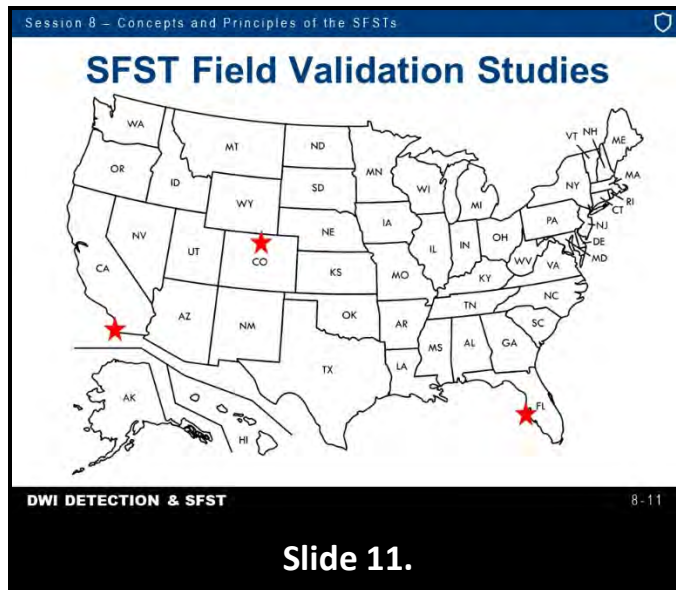 Session 8 – Concepts and Principles of the SFSTs
SFST Field Validation Studies
WA
MT
ND
MN
VT
NH
ME
OR
ID
SD
WI
MI
NY
MA
RI
CT
WY
IA
PA
NJ
NV
UT
CO
NE
IL
IN
OH
DE
MD
CA
KS
MO
KY
WV
VA
NC
AZ
NM
OK
AR
TN
SC
TX
LA
MS
AL
GA
FL
AK
HI
DWI DETECTION & SFST
8-11
Slide 11.